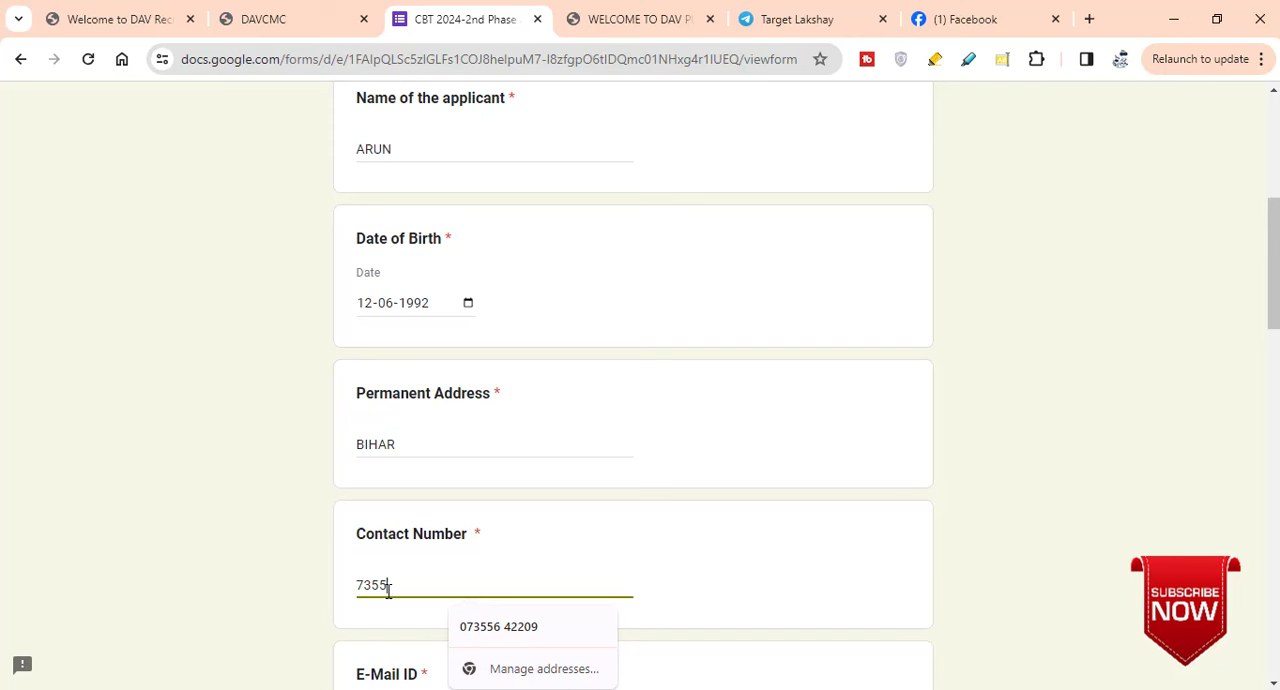 Welcome to DAV Rec
DAVCMC
CBT 2024-2nd Phase
WELCOME TO DAV P
Target Lakshay
(1) Facebook
docs.google.com/forms/d/e/1FAIpQLSc5zIGLFs1COJ8heIpuM7-I8zfgpO6tIDQmc01NHxg4r1IUEQ/viewform
Relaunch to update
Name of the applicant *
ARUN
Date of Birth *
Date
12-06-1992
Permanent Address *
BIHAR
Contact Number *
7355
073556 42209
Manage addresses...
E-Mail ID *
SUBSCRIBE
NOW